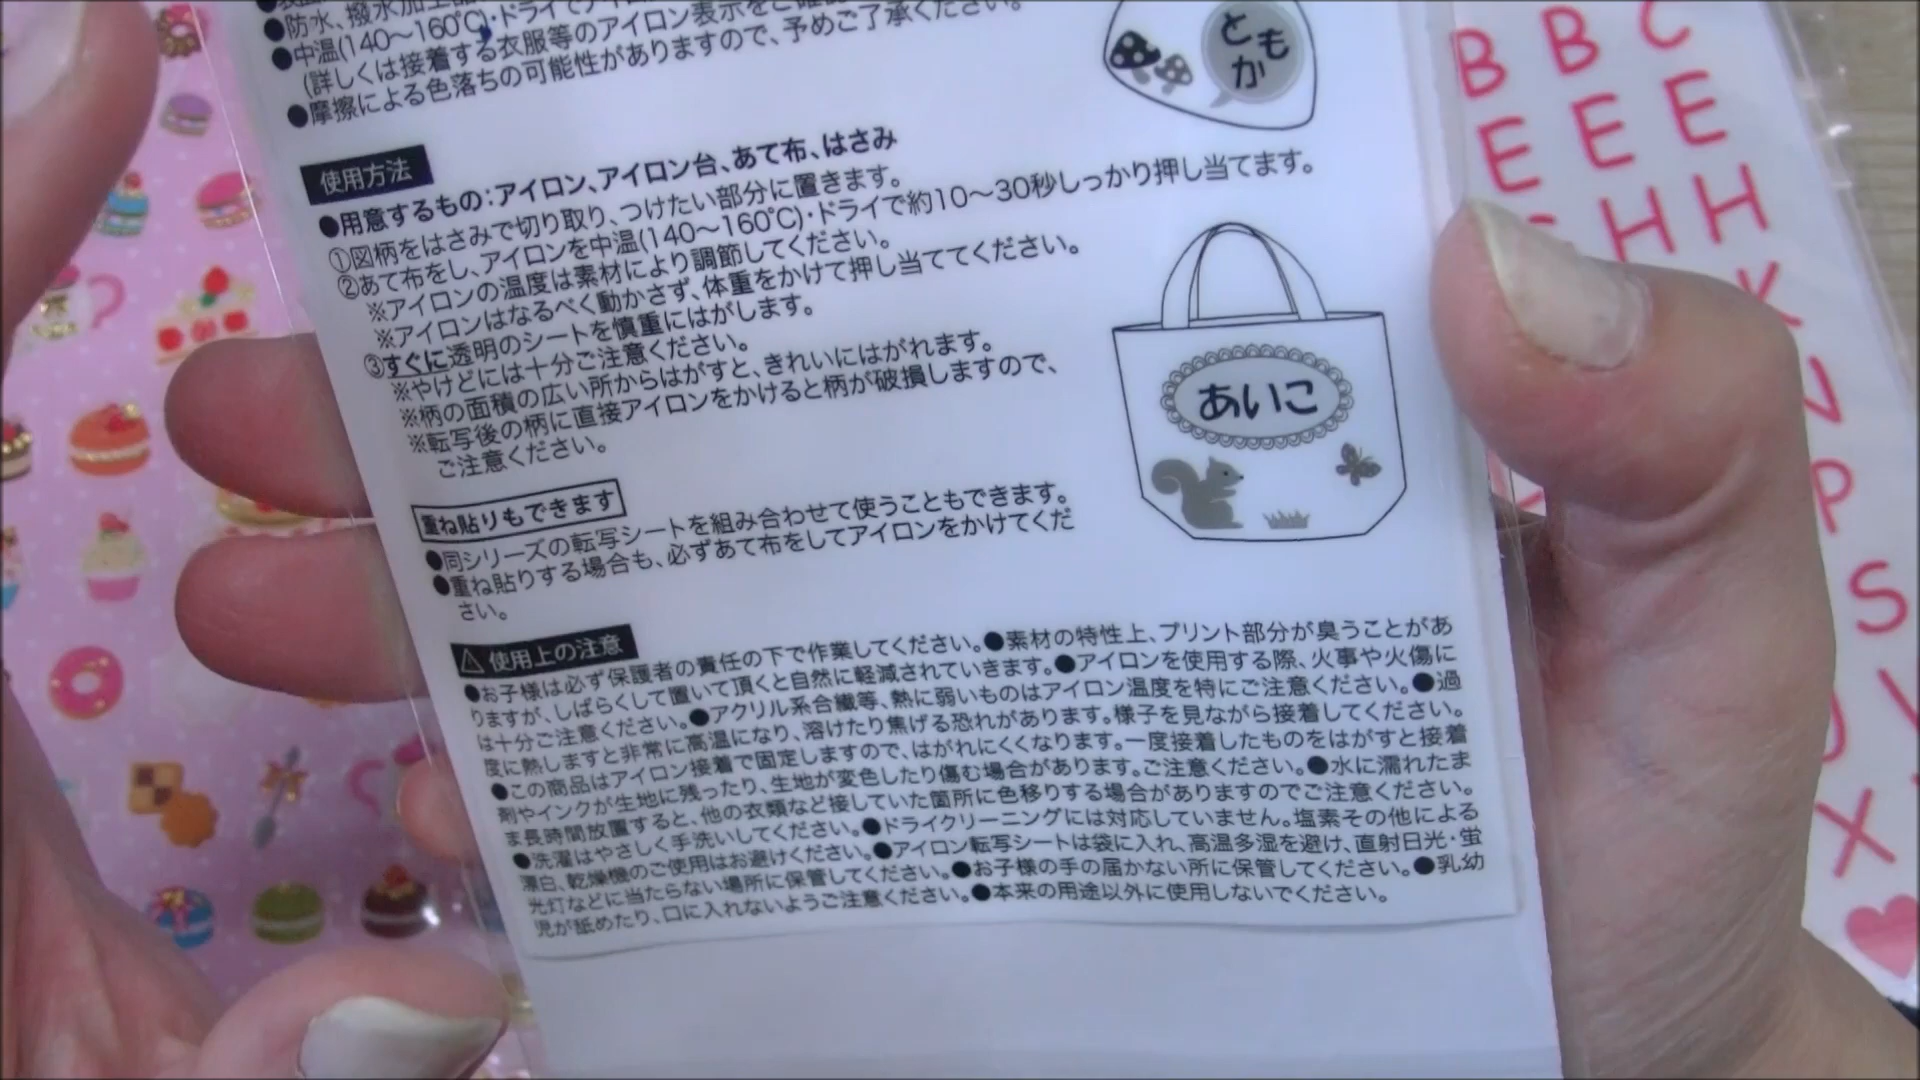 ●防水、撥水加工
●中温(140～160℃)・ドライで
(詳しくは接着する衣服等のアイロン表示をご確認
●摩擦による色落ちの可能性がありますので、予めご了承ください。
ともか
使用方法
●用意するもの:アイロン、アイロン台、あて布、はさみ
①図柄をはさみで切り取り、つけたい部分に置きます。
②あて布をし、アイロンを中温(140～160℃)・ドライで約10～30秒しっかり押し当てます。
※アイロンの温度は素材により調節してください。
※アイロンはなるべく動かさず、体重をかけて押し当ててください。
③すぐに透明のシートを慎重にはがします。
※やけどには十分ご注意ください。
※柄の面積の広い所からはがすと、きれいにはがれます。
※転写後の柄に直接アイロンをかけると柄が破損しますので、
ご注意ください。
あいこ
重ね貼りもできます
●同シリーズの転写シートを組み合わせて使うこともできます。
●重ね貼りする場合も、必ずあて布をしてアイロンをかけてくだ
さい。
⚠使用上の注意
●お子様は必ず保護者の責任の下で作業してください。●素材の特性上、プリント部分が臭うことがあ
りますが、しばらくして置いて頂くと自然に軽減されていきます。●アイロンを使用する際、火事や火傷に
は十分ご注意ください。●アクリル系合繊等、熱に弱いものはアイロン温度を特にご注意ください。●過
度に熱しますと非常に高温になり、溶けたり焦げる恐れがあります。様子を見ながら接着してください。
●この商品はアイロン接着で固定しますので、はがれにくくなります。一度接着したものをはがすと接着
剤やインクが生地に残ったり、生地が変色したり傷む場合があります。ご注意ください。●水に濡れたま
ま長時間放置すると、他の衣類など接していた箇所に色移りする場合がありますのでご注意ください。
●洗濯はやさしく手洗いしてください。●ドライクリーニングには対応していません。塩素その他による
漂白、乾燥機のご使用はお避けください。●アイロン転写シートは袋に入れ、高温多湿を避け、直射日光・蛍
光灯などに当たらない場所に保管してください。●お子様の手の届かない所に保管してください。●乳幼
児が舐めたり、口に入れないようご注意ください。●本来の用途以外に使用しないでください。
B B C
E E E
H H
K
N
P
S
U V
X